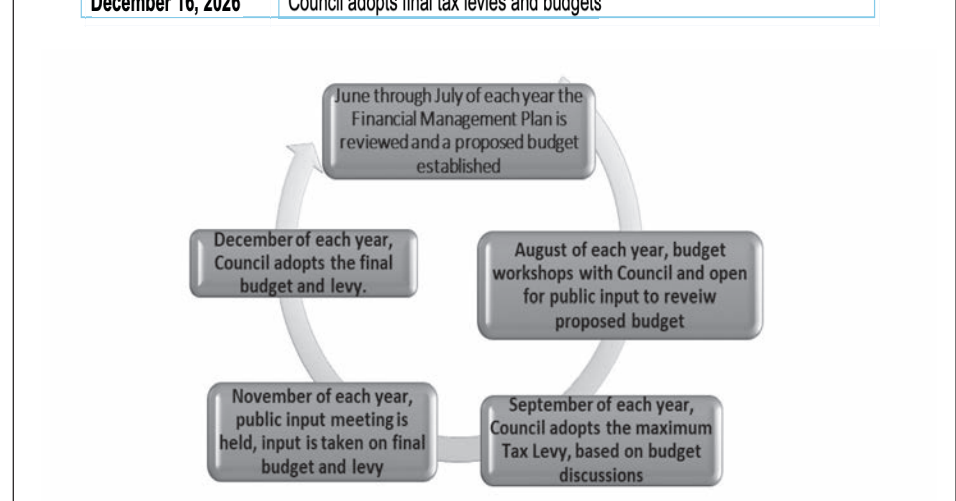 December 16, 2026 Council adopts final tax levies and budgets
June through July of each year the
Financial Management Plan is
reviewed and a proposed budget
established
August of each year, budget
workshops with Council and open
for public input to reveiw
proposed budget
September of each year,
Council adopts the maximum
Tax Levy, based on budget
discussions
November of each year,
public input meeting is
held, input is taken on final
budget and levy
December of each year,
Council adopts the final
budget and levy.